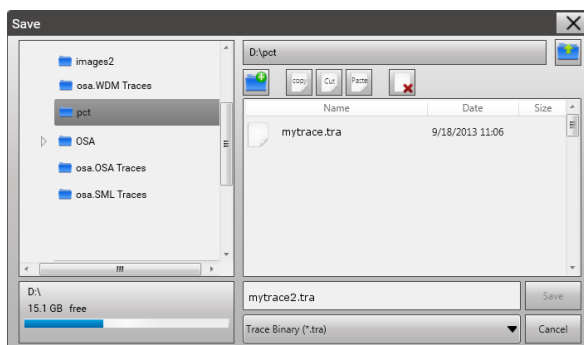 Save
images2
osa.WDM Traces
pct
OSA
osa.OSA Traces
osa.SML Traces
D:\
15.1 GB free
D:\pct
copy Cut Paste
Name Date Size
mytrace.tra 9/18/2013 11:06
mytrace2.tra Save
Trace Binary (*.tra) Cancel